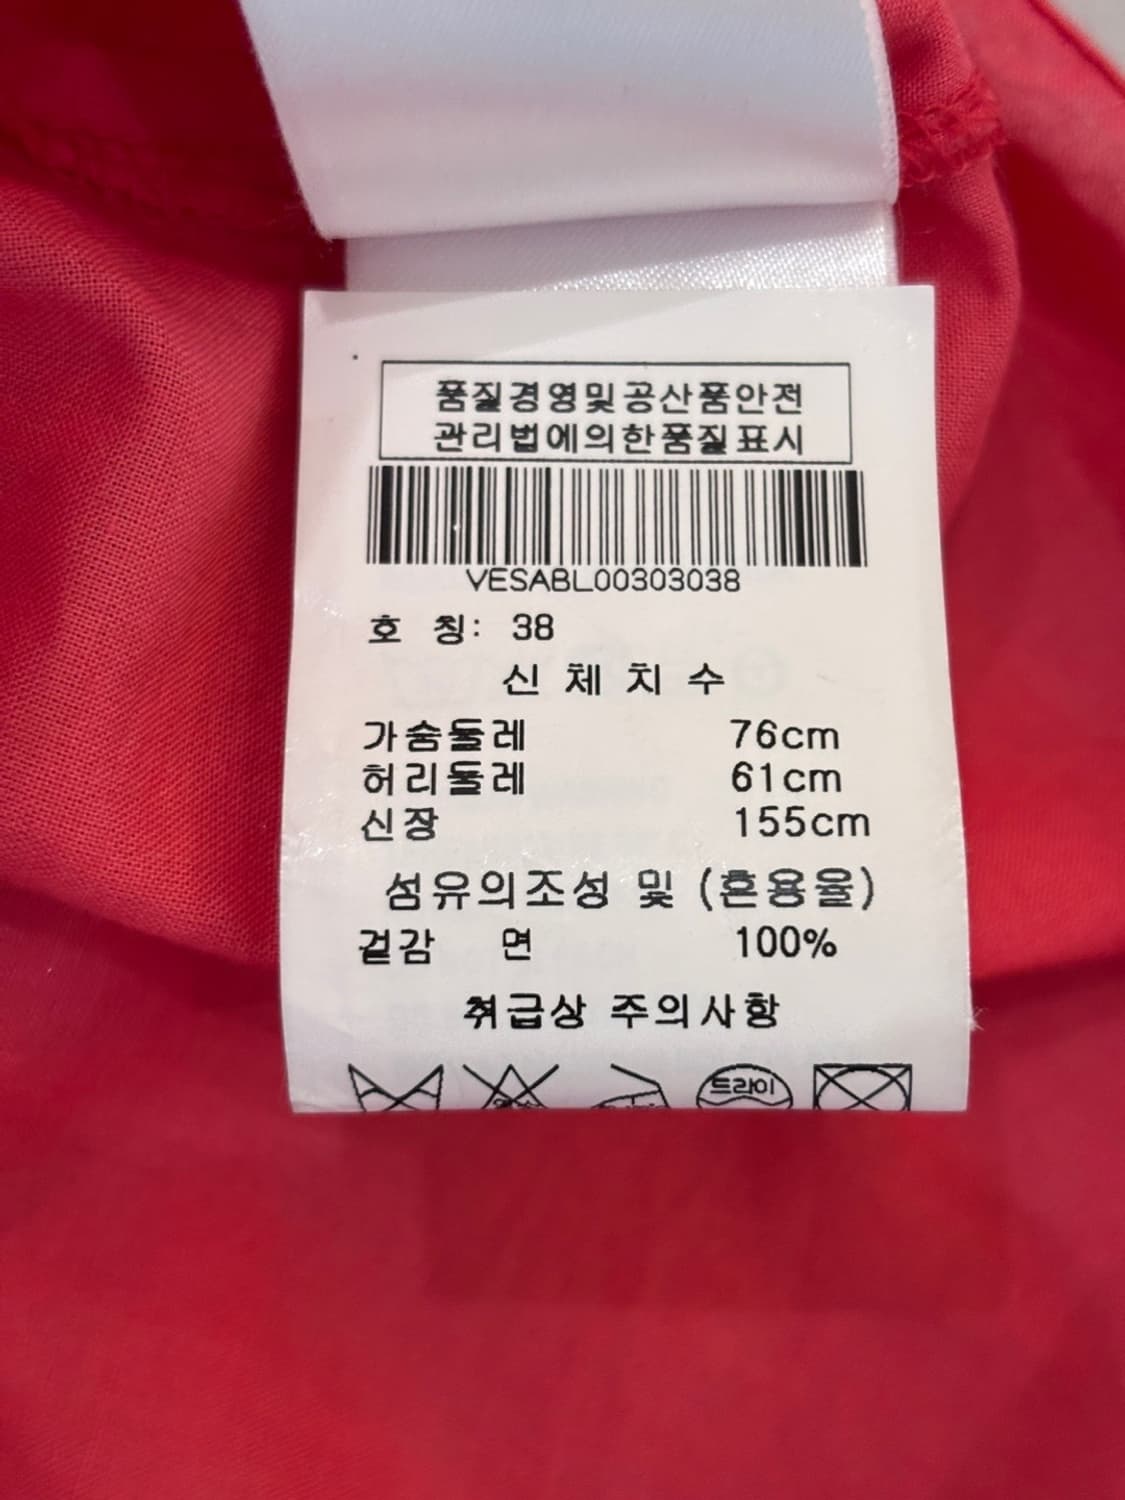 품질경영및공산품안전
관리법에의한품질표시
VESABL00303038
호 칭: 38
신 체 치 수
가슴둘레 76cm
허리둘레 61cm
신장 155cm
섬유의조성 및 (혼용율)
겉감 면 100%
취급상 주의사항
드라이